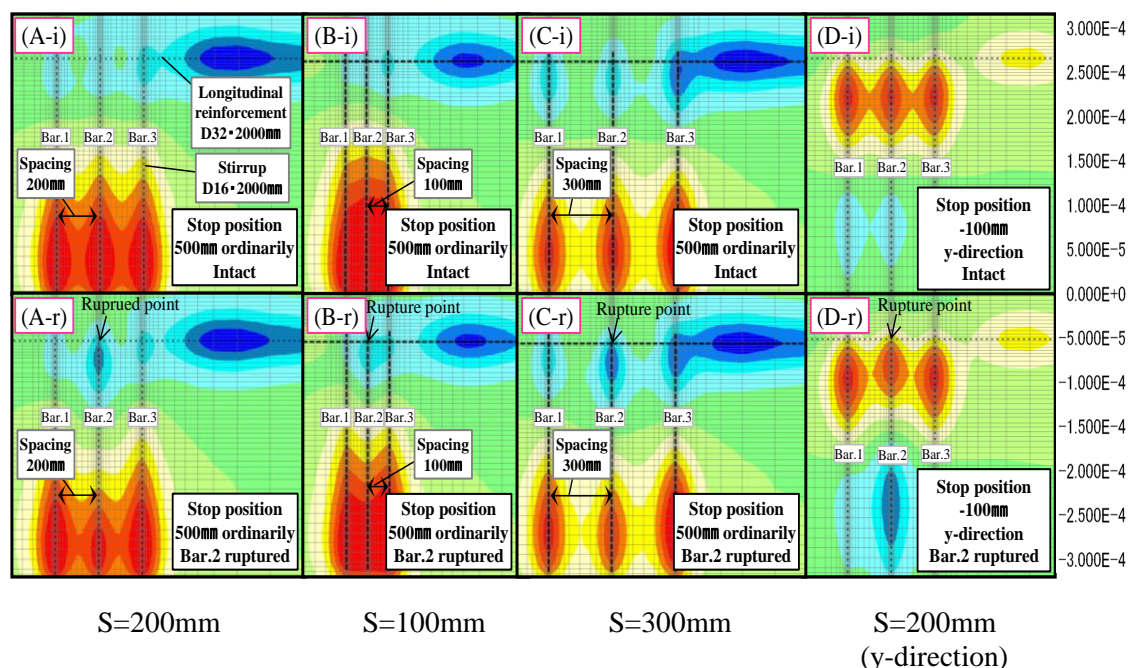 (A-i)
Longitudinal
reinforcement
D32・2000㎜
Bar.1
Bar.2
Bar.3
Spacing
200㎜
Stirrup
D16・2000㎜
Stop position
500㎜ ordinarily
Intact
(B-i)
Bar.1
Bar.2
Bar.3
Spacing
100㎜
Stop position
500㎜ ordinarily
Intact
(C-i)
Bar.1
Bar.2
Bar.3
Spacing
300㎜
Stop position
500㎜ ordinarily
Intact
(D-i)
Bar.1
Bar.2
Bar.3
Stop position
-100㎜
y-direction
Intact
3.000E-4
2.500E-4
2.000E-4
1.500E-4
1.000E-4
5.000E-5
0.000E+0
-5.000E-5
-1.000E-4
-1.500E-4
-2.000E-4
-2.500E-4
-3.000E-4
(A-r)
Ruprued point
Bar.1
Bar.2
Bar.3
Spacing
200㎜
Stop position
500㎜ ordinarily
Bar.2 ruptured
(B-r)
Rupture point
Bar.1
Bar.2
Bar.3
Spacing
100㎜
Stop position
500㎜ ordinarily
Bar.2 ruptured
(C-r)
Rupture point
Bar.1
Bar.2
Bar.3
Spacing
300㎜
Stop position
500㎜ ordinarily
Bar.2 ruptured
(D-r)
Rupture point
Bar.1
Bar.2
Bar.3
Stop position
-100㎜
y-direction
Bar.2 ruptured
S=200mm
S=100mm
S=300mm
S=200mm
(y-direction)